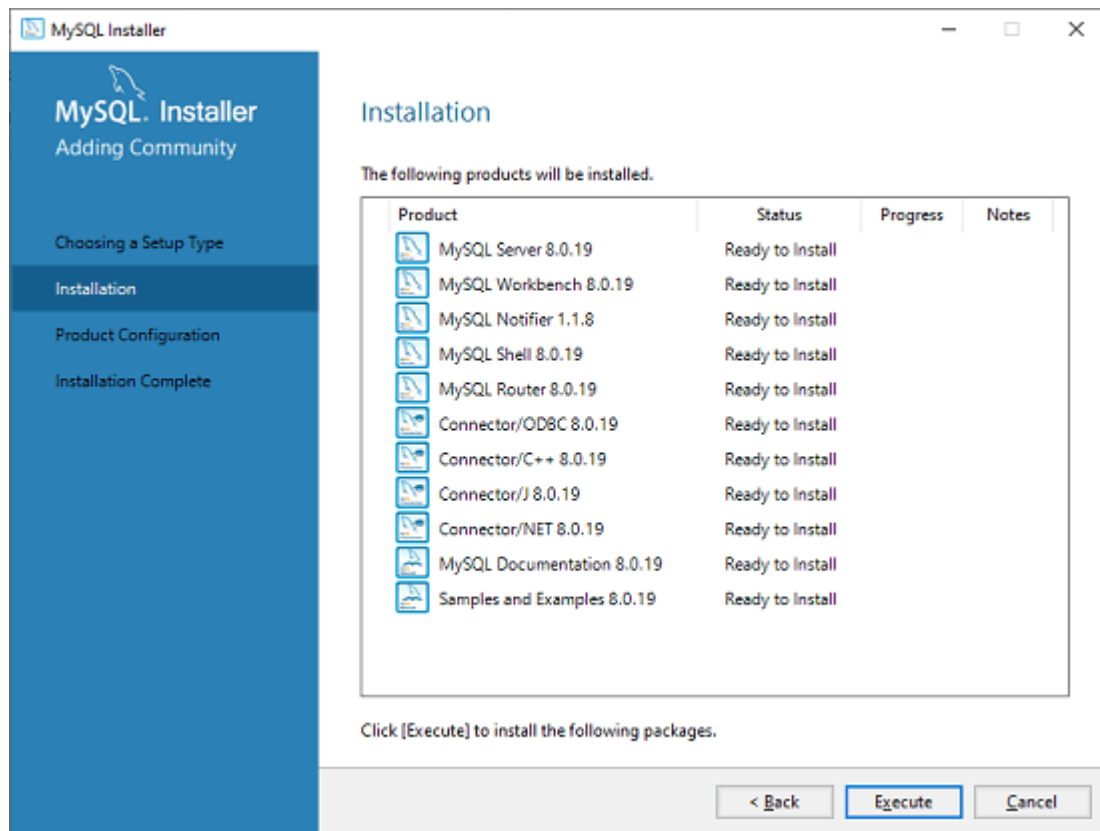 MySQL Installer
MySQL. Installer
Adding Community
Choosing a Setup Type
Installation
Product Configuration
Installation Complete
Installation
The following products will be installed.
Product Status Progress Notes
MySQL Server 8.0.19 Ready to Install
MySQL Workbench 8.0.19 Ready to Install
MySQL Notifier 1.1.8 Ready to Install
MySQL Shell 8.0.19 Ready to Install
MySQL Router 8.0.19 Ready to Install
Connector/ODBC 8.0.19 Ready to Install
Connector/C++ 8.0.19 Ready to Install
Connector/J 8.0.19 Ready to Install
Connector/NET 8.0.19 Ready to Install
MySQL Documentation 8.0.19 Ready to Install
Samples and Examples 8.0.19 Ready to Install
Click [Execute] to install the following packages.
< Back Execute Cancel